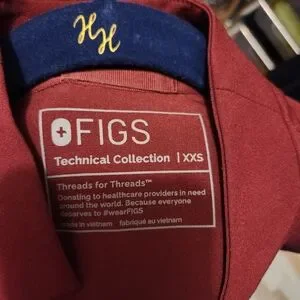 HH
FIGS
Technical Collection | XXS
Threads for Threads™
Donating to healthcare providers in need
around the world. Because everyone
deserves to #wearFIGS
made in vietnam fabriqué au vietnam